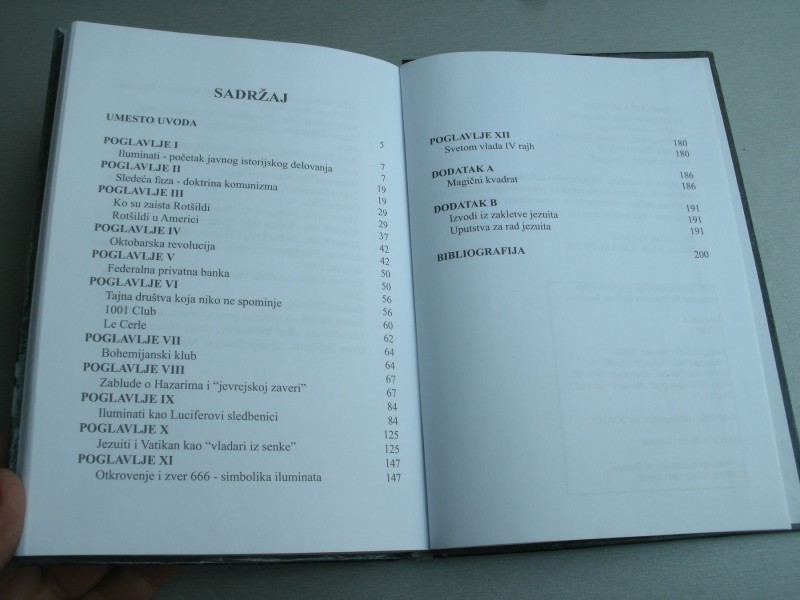 SADRŽAJ
UMESTO UVODA 5
POGLAVLJE I 7
Iluminati - početak javnog istorijskog delovanja 7
POGLAVLJE II 19
Sledeća faza - doktrina komunizma 19
POGLAVLJE III 29
Ko su zaista Rotšildi 29
Rotšildi u Americi 37
POGLAVLJE IV 42
Oktobarska revolucija 42
POGLAVLJE V 50
Federalna privatna banka 50
POGLAVLJE VI 56
Tajna društva koja niko ne spominje 56
1001 Club 60
Le Cerle 62
POGLAVLJE VII 64
Bohemijanski klub 64
POGLAVLJE VIII 67
Zablude o Hazarima i “jevrejskoj zaveri” 67
POGLAVLJE IX 84
Iluminati kao Luciferovi sledbenici 84
POGLAVLJE X 125
Jezuiti i Vatikan kao “vladari iz senke” 125
POGLAVLJE XI 147
Otkrovenje i zver 666 - simbolika iluminata 147
POGLAVLJE XII 180
Svetom vlada IV rajh 180
DODATAK A 186
Magični kvadrat 186
DODATAK B 191
Izvodi iz zakletve jezuita 191
Uputstva za rad jezuita 191
BIBLIOGRAFIJA 200